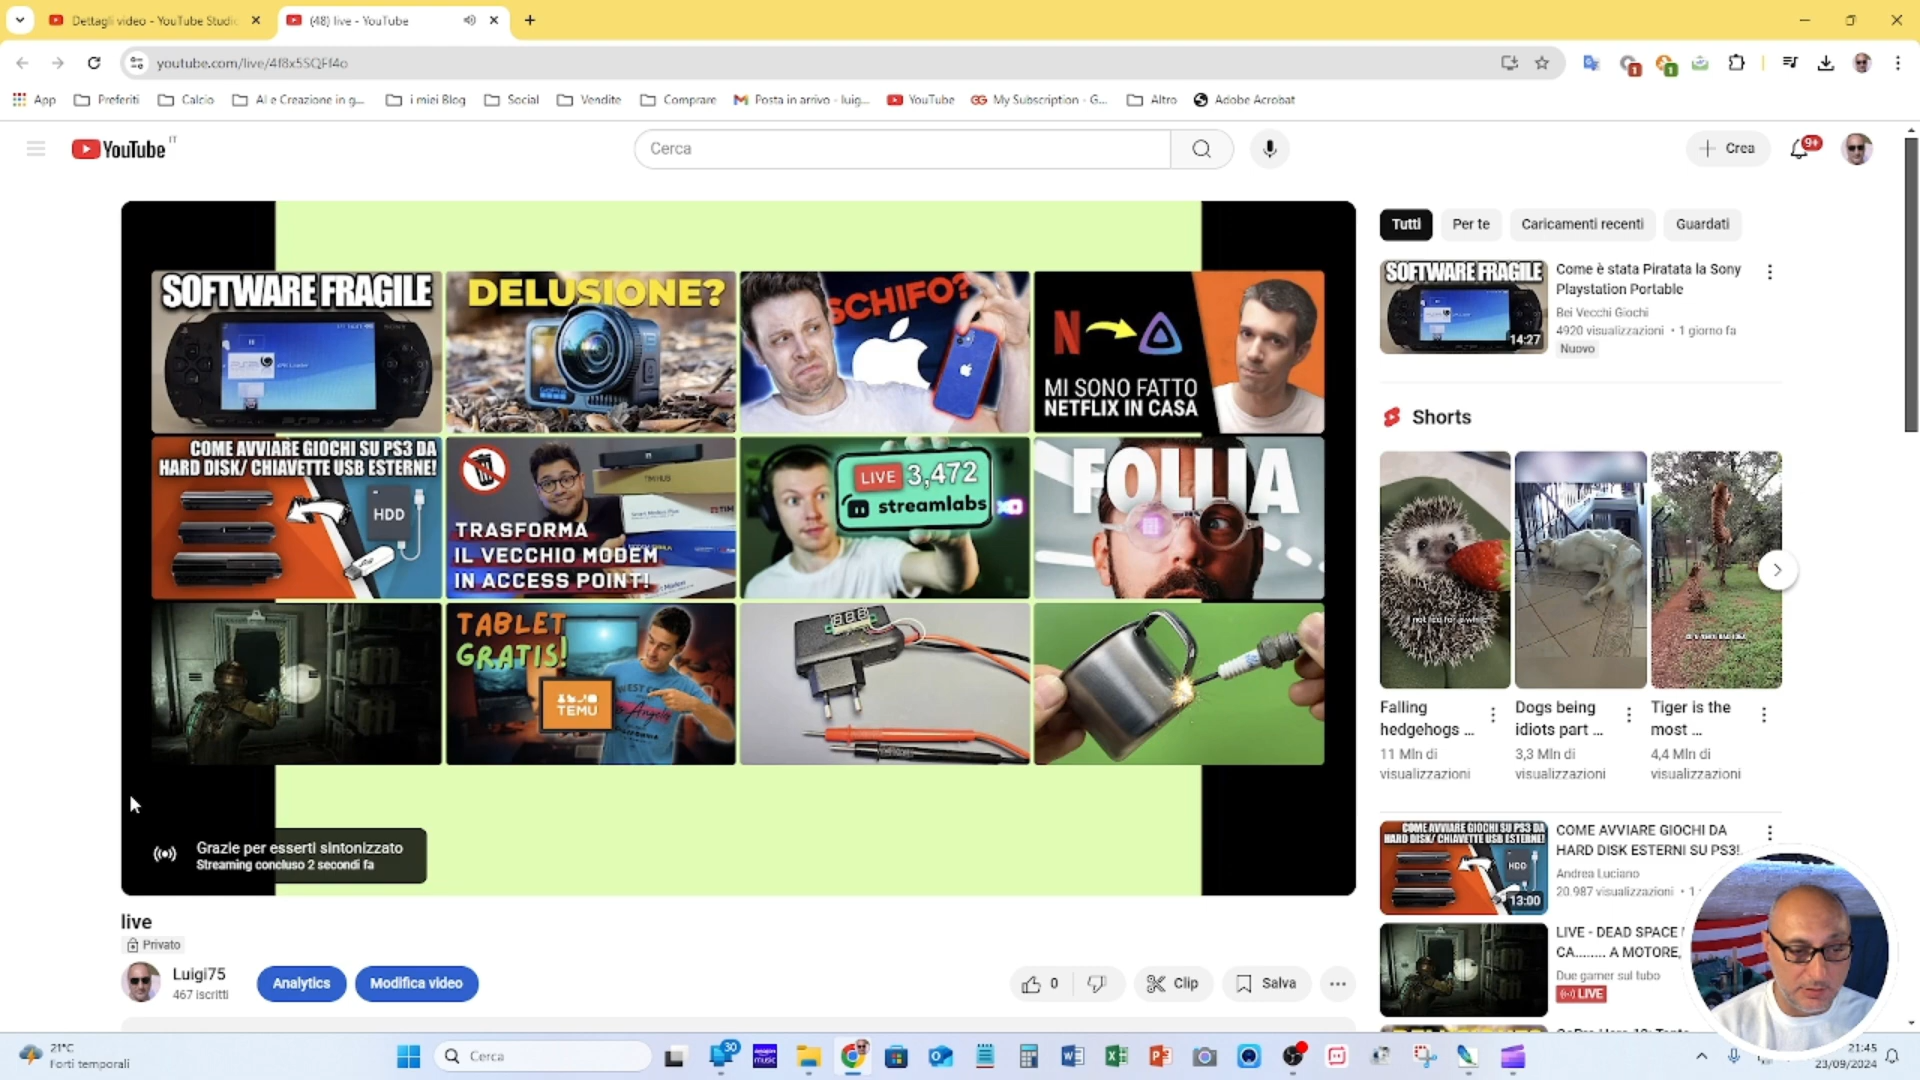 Dettagli video - YouTube Studio
(48) live - YouTube
youtube.com/live/4f8x5SQFf4o
App
Preferiti
Calcio
AI e Creazione in g...
i miei Blog
Social
Vendite
Comprare
Posta in arrivo - luig...
YouTube
My Subscription - G...
Altro
Adobe Acrobat
YouTube IT
Cerca
Crea
9+
SOFTWARE FRAGILE
DELUSIONE?
SCHIFO?
N
MI SONO FATTO
NETFLIX IN CASA
COME AVVIARE GIOCHI SU PS3 DA
HARD DISK/ CHIAVETTE USB ESTERNE!
HDD
TRASFORMA
IL VECCHIO MODEM
IN ACCESS POINT!
LIVE 3,472
streamlabs
FOLLIA
TABLET
GRATIS!
TEMU
Grazie per esserti sintonizzato
Streaming concluso 2 secondi fa
live
Privato
Luigi75
467 iscritti
Analytics
Modifica video
0
Clip
Salva
Tutti
Per te
Caricamenti recenti
Guardati
SOFTWARE FRAGILE
14:27
Come è stata Piratata la Sony
Playstation Portable
Bei Vecchi Giochi
4920 visualizzazioni • 1 giorno fa
Nuovo
Shorts
Falling
hedgehogs ...
11 Mln di
visualizzazioni
Dogs being
idiots part ...
3,3 Mln di
visualizzazioni
Tiger is the
most ...
4,4 Mln di
visualizzazioni
COME AVVIARE GIOCHI SU PS3 DA
HARD DISK/ CHIAVETTE USB ESTERNE!
HDD
13:00
COME AVVIARE GIOCHI DA
HARD DISK ESTERNI SU PS3!
Andrea Luciano
20.987 visualizzazioni • 1
LIVE - DEAD SPACE
CA........ A MOTORE,
Due gamer sul tubo
LIVE
21°C
Forti temporali
Cerca
30
21:45
23/09/2024